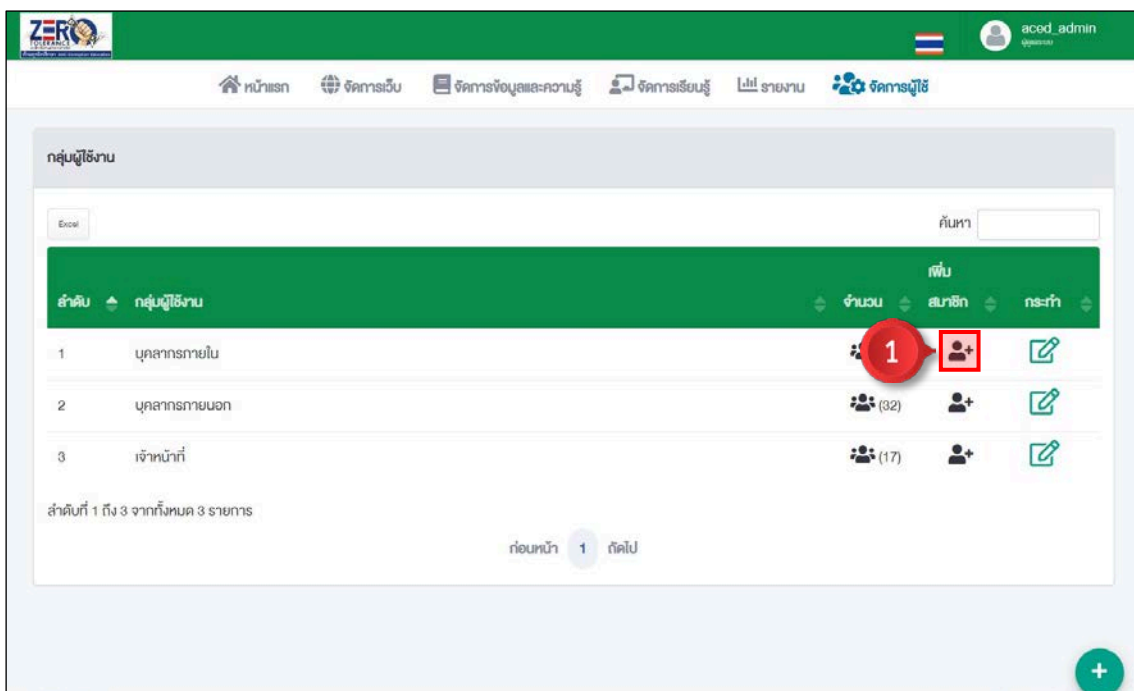 ZERO
TOLERANCE
aced_admin
ผู้ดูแลระบบ
หน้าแรก จัดการเว็บ จัดการข้อมูลและความรู้ จัดการเรียนรู้ รายงาน จัดการผู้ใช้
กลุ่มผู้ใช้งาน
Excel ค้นหา
ลำดับ กลุ่มผู้ใช้งาน จำนวน เพิ่ม
สมาชิก กระทำ
1 บุคลากรภายใน 1
2 บุคลากรภายนอก (32)
3 เจ้าหน้าที่ (17)
ลำดับที่ 1 ถึง 3 จากทั้งหมด 3 รายการ
ก่อนหน้า 1 ถัดไป
+